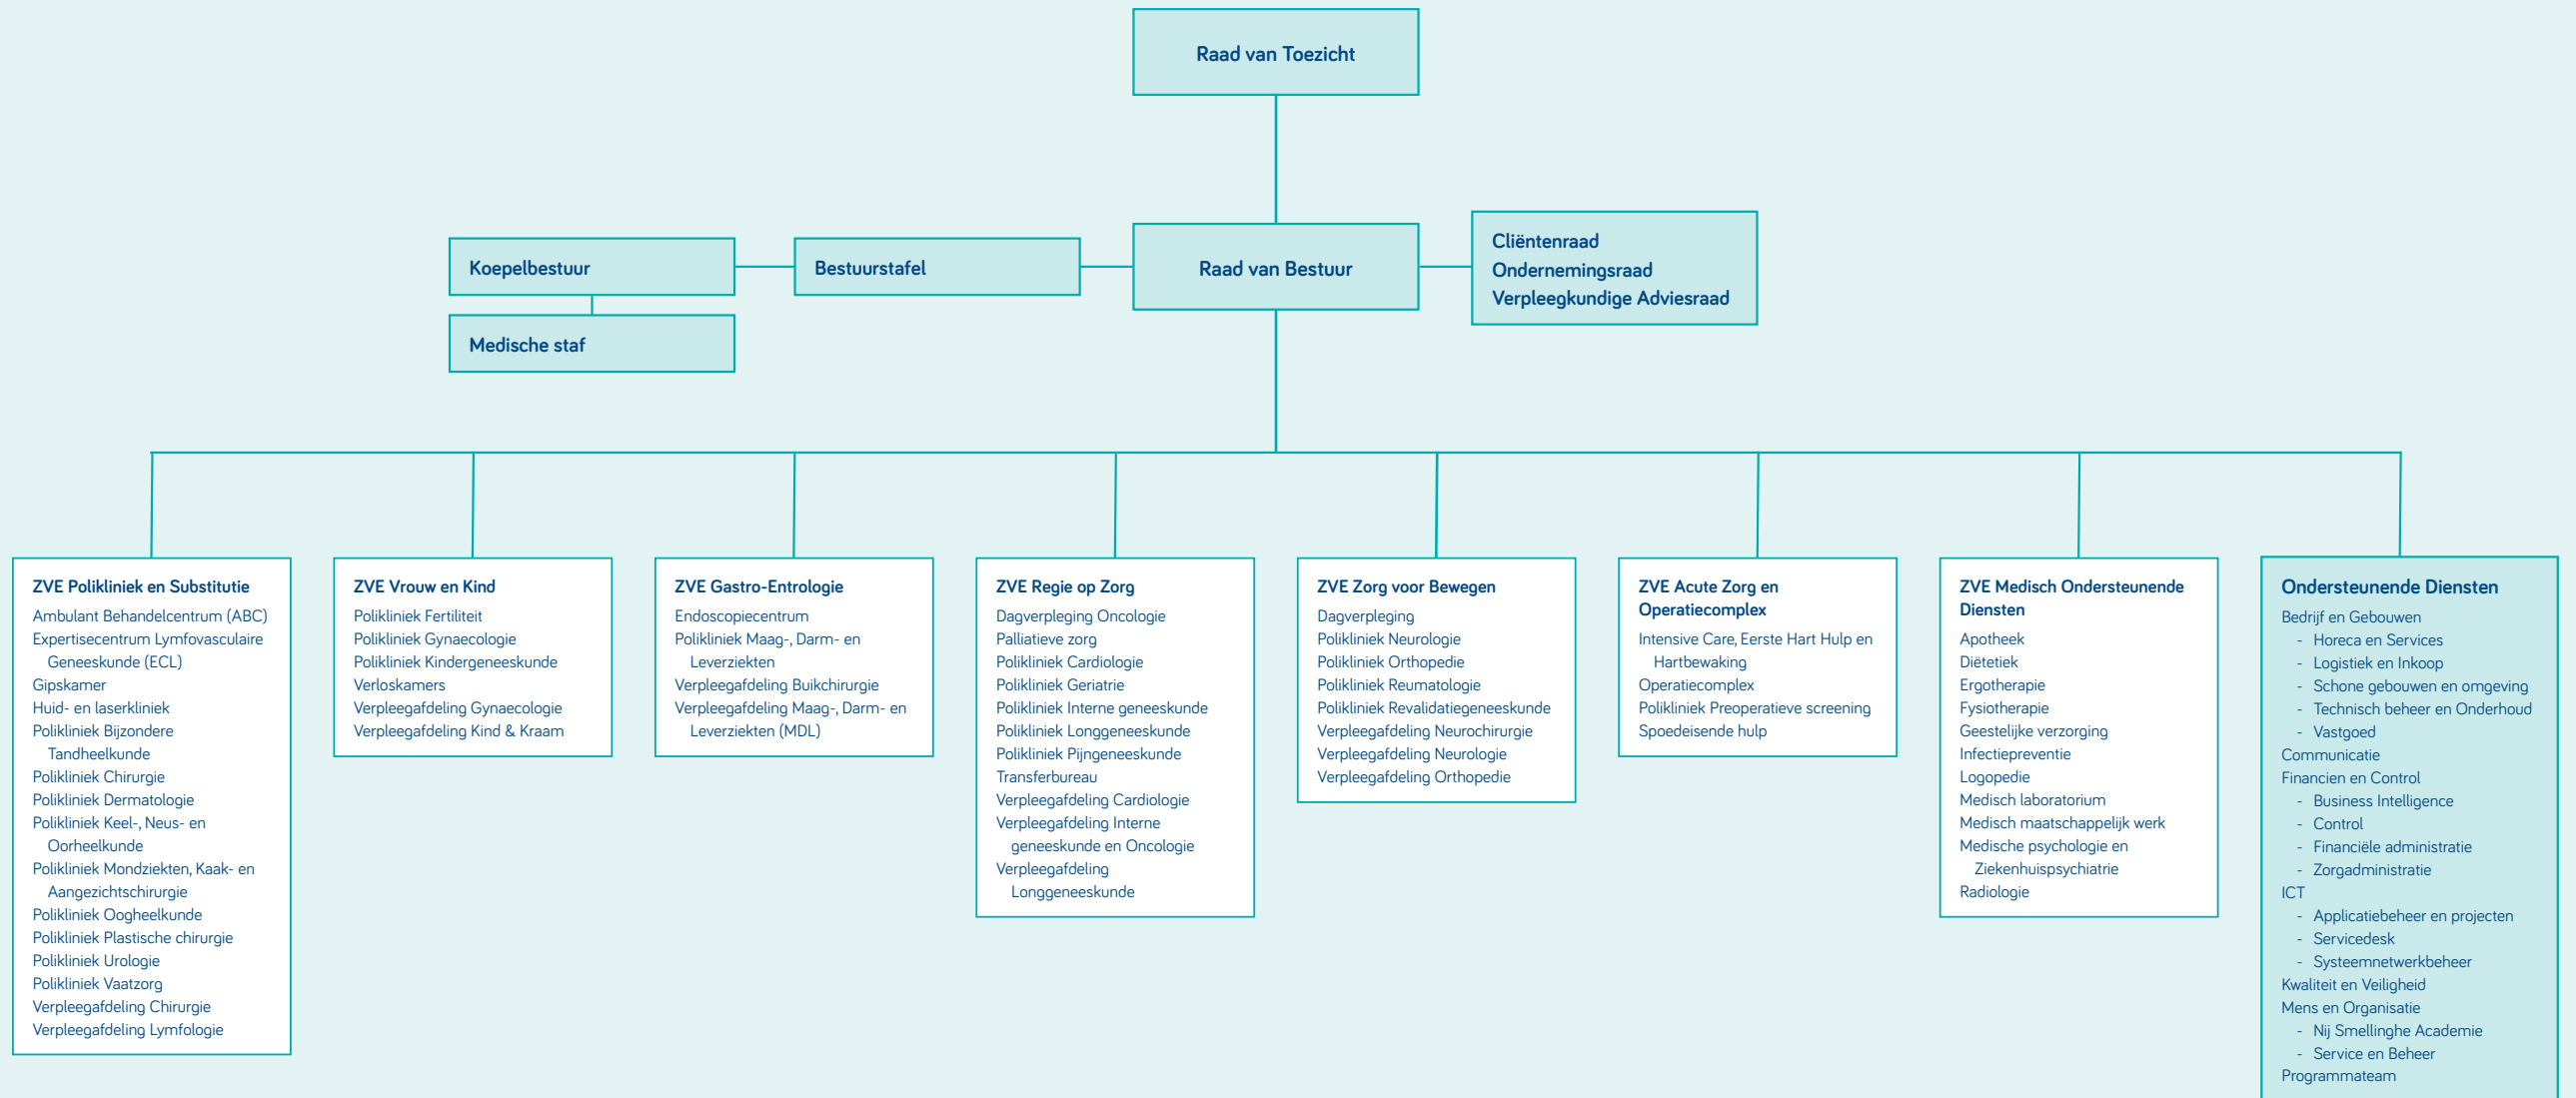 Raad van Toezicht
Koepelbestuur
Bestuurstafel
Raad van Bestuur
Cliëntenraad
Ondernemingsraad
Verpleegkundige Adviesraad
Medische staf
ZVE Polikliniek en Substitutie
Ambulant Behandelcentrum (ABC)
Expertisecentrum Lymfovasculaire
Geneeskunde (ECL)
Gipskamer
Huid- en laserkliniek
Polikliniek Bijzondere
Tandheelkunde
Polikliniek Chirurgie
Polikliniek Dermatologie
Polikliniek Keel-, Neus- en
Oorheelkunde
Polikliniek Mondziekten, Kaak- en
Aangezichtschirurgie
Polikliniek Oogheelkunde
Polikliniek Plastische chirurgie
Polikliniek Urologie
Polikliniek Vaatzorg
Verpleegafdeling Chirurgie
Verpleegafdeling Lymfologie
ZVE Vrouw en Kind
Polikliniek Fertiliteit
Polikliniek Gynaecologie
Polikliniek Kindergeneeskunde
Verloskamers
Verpleegafdeling Gynaecologie
Verpleegafdeling Kind & Kraam
ZVE Gastro-Entrologie
Endoscopiecentrum
Polikliniek Maag-, Darm- en
Leverziekten
Verpleegafdeling Buikchirurgie
Verpleegafdeling Maag-, Darm- en
Leverziekten (MDL)
ZVE Regie op Zorg
Dagverpleging Oncologie
Palliatieve zorg
Polikliniek Cardiologie
Polikliniek Geriatrie
Polikliniek Interne geneeskunde
Polikliniek Longgeneeskunde
Polikliniek Pijngeneeskunde
Transferbureau
Verpleegafdeling Cardiologie
Verpleegafdeling Interne
geneeskunde en Oncologie
Verpleegafdeling
Longgeneeskunde
ZVE Zorg voor Bewegen
Dagverpleging
Polikliniek Neurologie
Polikliniek Orthopedie
Polikliniek Reumatologie
Polikliniek Revalidatiegeneeskunde
Verpleegafdeling Neurochirurgie
Verpleegafdeling Neurologie
Verpleegafdeling Orthopedie
ZVE Acute Zorg en
Operatiecomplex
Intensive Care, Eerste Hart Hulp en
Hartbewaking
Operatiecomplex
Polikliniek Preoperatieve screening
Spoedeisende hulp
ZVE Medisch Ondersteunende
Diensten
Apotheek
Diëtetiek
Ergotherapie
Fysiotherapie
Geestelijke verzorging
Infectiepreventie
Logopedie
Medisch laboratorium
Medisch maatschappelijk werk
Medische psychologie en
Ziekenhuispsychiatrie
Radiologie
Ondersteunende Diensten
Bedrijf en Gebouwen
- Horeca en Services
- Logistiek en Inkoop
- Schone gebouwen en omgeving
- Technisch beheer en Onderhoud
- Vastgoed
Communicatie
Financien en Control
- Business Intelligence
- Control
- Financiële administratie
- Zorgadministratie
ICT
- Applicatiebeheer en projecten
- Servicedesk
- Systeemnetwerkbeheer
Kwaliteit en Veiligheid
Mens en Organisatie
- Nij Smellinghe Academie
- Service en Beheer
Programmateam